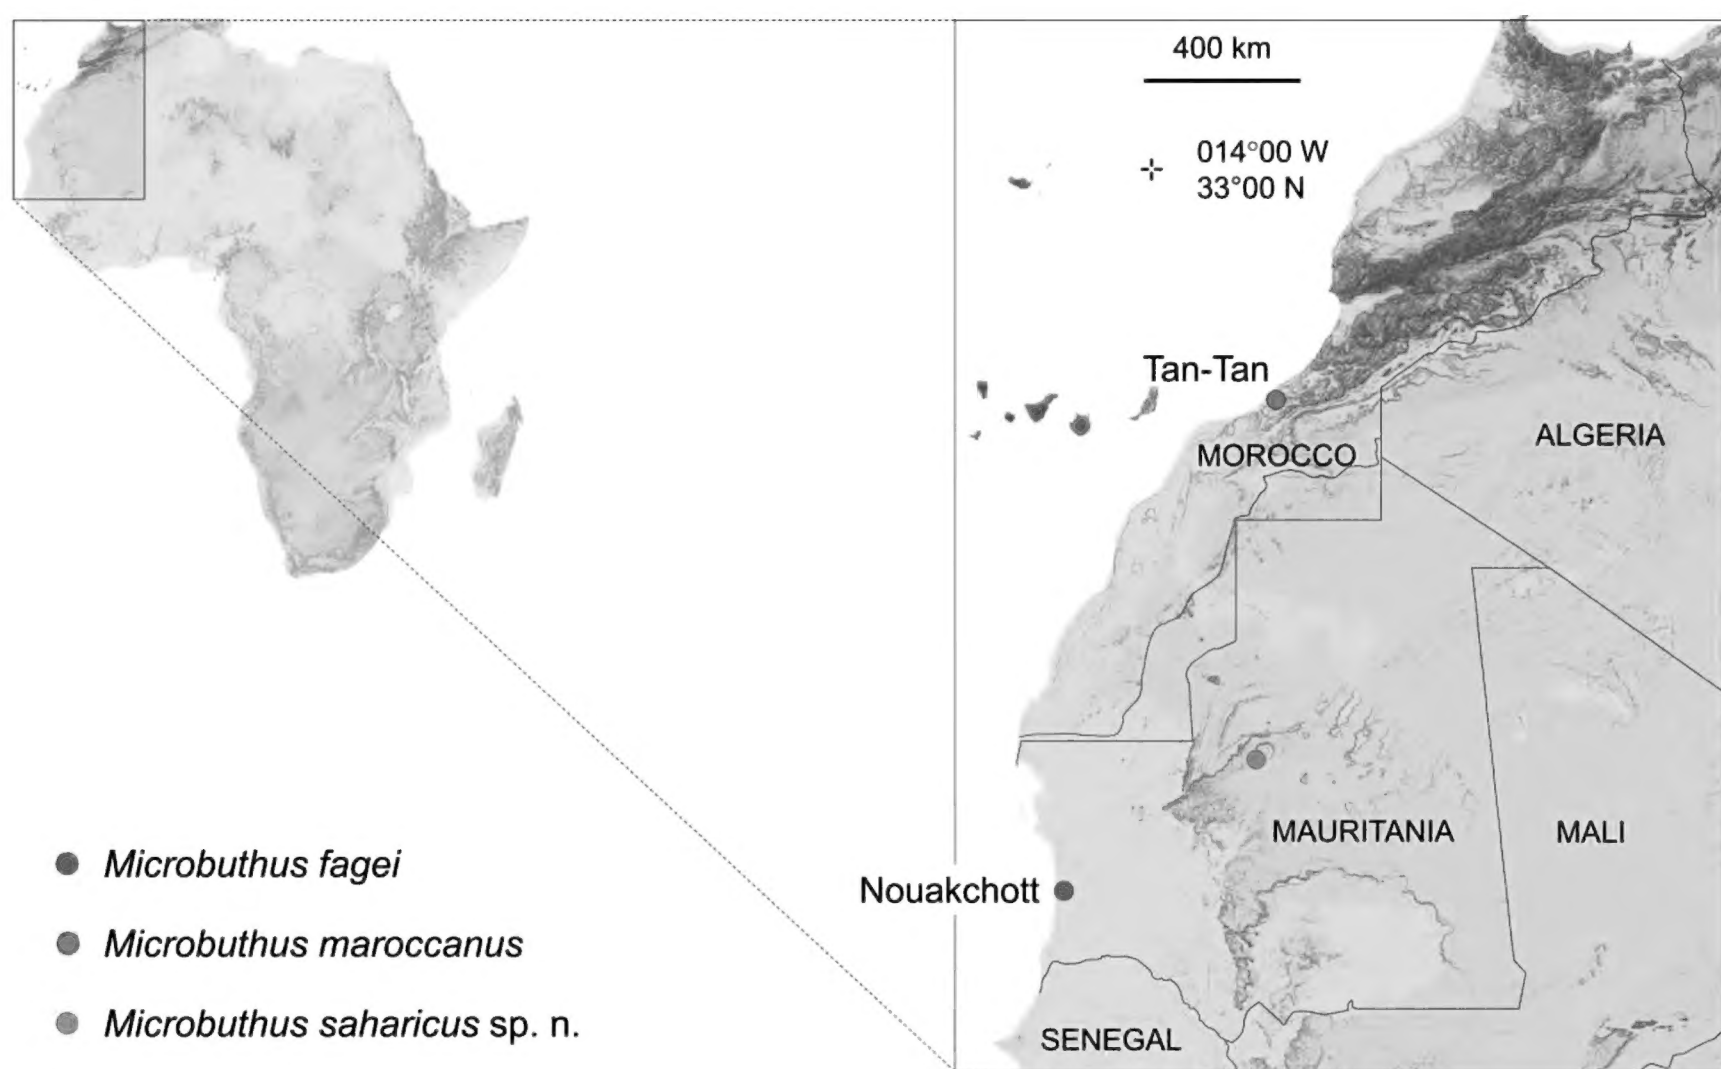 400 km
014°00 W
33°00 N
Tan-Tan
MOROCCO
ALGERIA
MAURITANIA
MALI
Nouakchott
SENEGAL
Microbuthus fagei
Microbuthus maroccanus
Microbuthus saharicus sp. n.